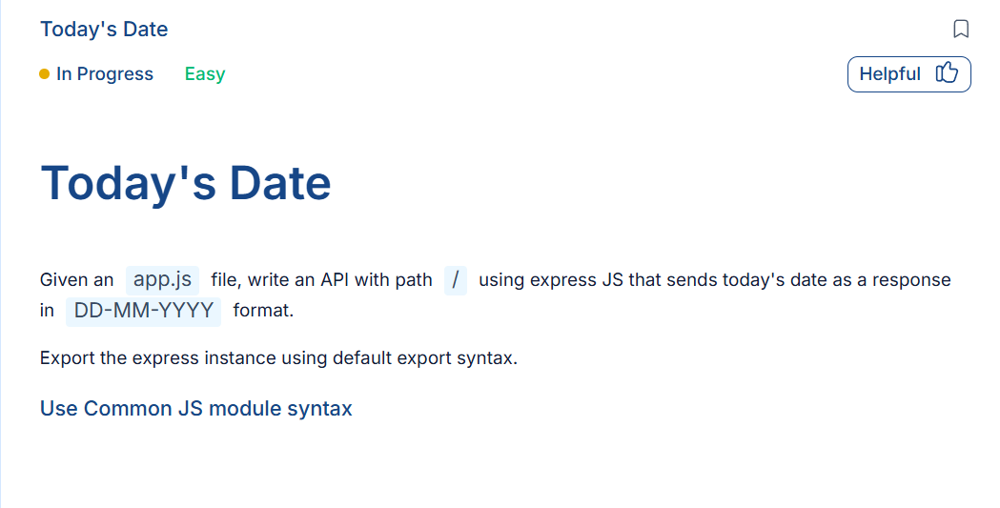 Today's Date
In Progress Easy
Helpful
Today's Date
Given an app.js file, write an API with path / using express JS that sends today's date as a response
in DD-MM-YYYY format.
Export the express instance using default export syntax.
Use Common JS module syntax